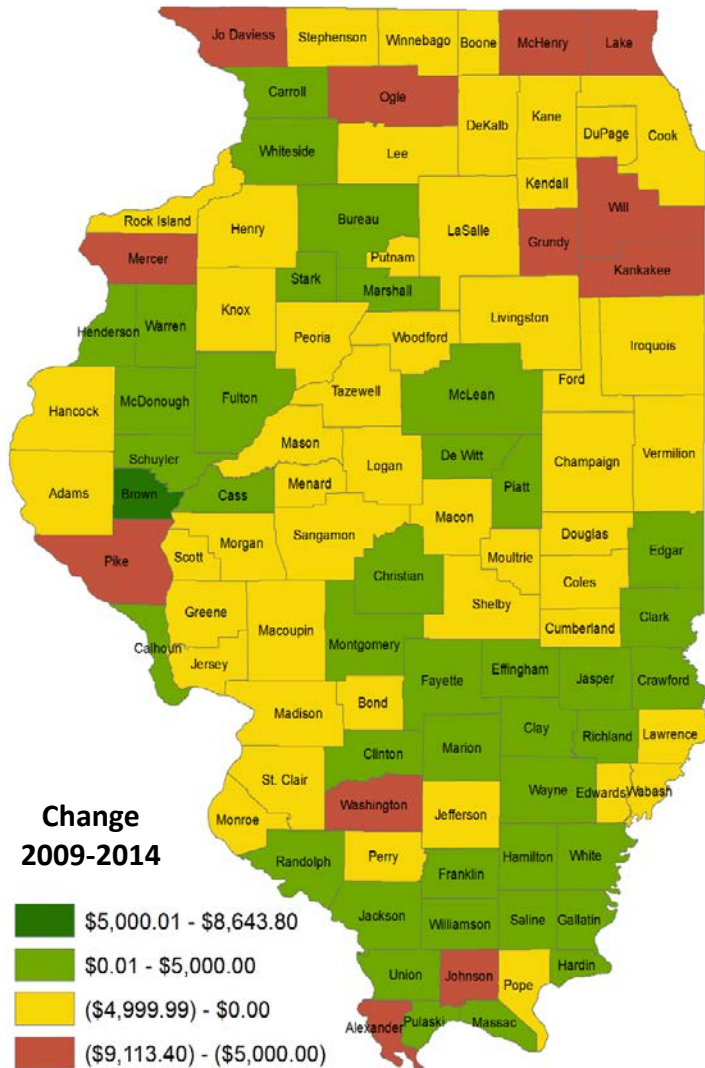 Jo Daviess
Stephenson
Winnebago
Boone
McHenry
Lake
Carroll
Ogle
DeKalb
Kane
DuPage
Cook
Whiteside
Lee
Kendall
Will
Rock Island
Henry
Bureau
LaSalle
Grundy
Mercer
Putnam
Kankakee
Stark
Marshall
Knox
Henderson
Warren
Peoria
Woodford
Livingston
Iroquois
Ford
Tazewell
McLean
Hancock
McDonough
Fulton
Mason
Logan
Schuyler
De Witt
Champaign
Vermilion
Adams
Brown
Cass
Menard
Piatt
Macon
Pike
Scott
Morgan
Sangamon
Douglas
Edgar
Moultrie
Christian
Coles
Greene
Shelby
Clark
Macoupin
Cumberland
Calhoun
Jersey
Montgomery
Fayette
Effingham
Jasper
Crawford
Madison
Bond
Clay
Richland
Lawrence
Clinton
Marion
St. Clair
Wayne
Edwards
Wabash
Washington
Jefferson
Monroe
Randolph
Perry
Franklin
Hamilton
White
Jackson
Williamson
Saline
Gallatin
Union
Johnson
Pope
Hardin
Alexander
Pulaski
Massac
Change
2009-2014
$5,000.01 - $8,643.80
$0.01 - $5,000.00
($4,999.99) - $0.00
($9,113.40) - ($5,000.00)